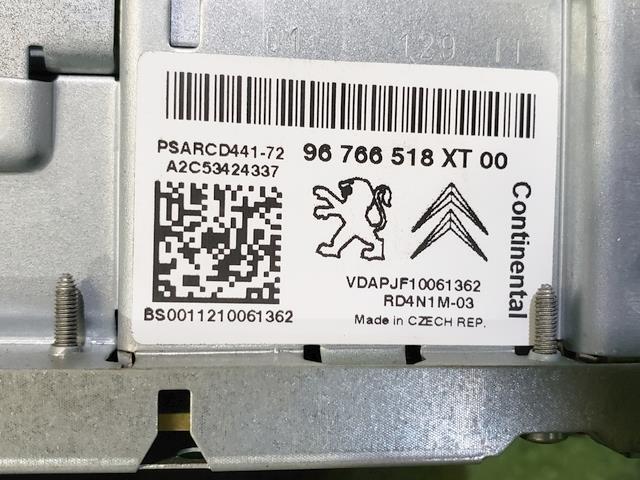 PSARCD441-72 96 766 518 XT 00
A2C53424337
Continental
VDAPJF10061362
RD4N1M-03
BS0011210061362 Made in CZECH REP.